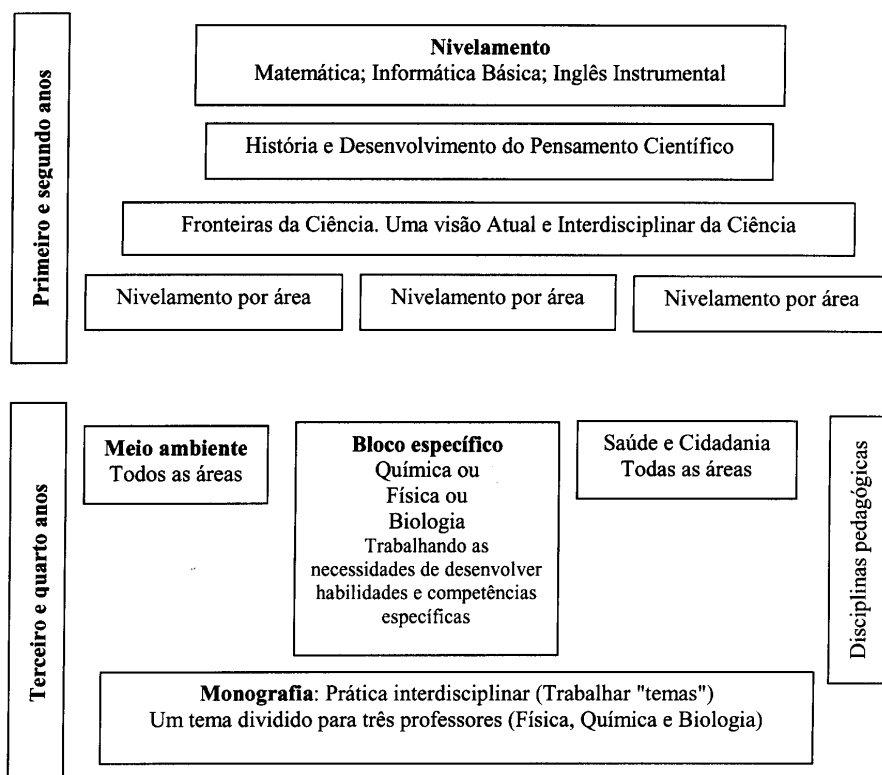 Primeiro e segundo anos
Nivelamento
Matemática; Informática Básica; Inglês Instrumental
História e Desenvolvimento do Pensamento Científico
Fronteiras da Ciência. Uma visão Atual e Interdisciplinar da Ciência
Nivelamento por área
Nivelamento por área
Nivelamento por área
Terceiro e quarto anos
Meio ambiente
Todos as áreas
Bloco específico
Química ou
Física ou
Biologia
Trabalhando as
necessidades de desenvolver
habilidades e competências
específicas
Saúde e Cidadania
Todas as áreas
Disciplinas pedagógicas
Monografia: Prática interdisciplinar (Trabalhar "temas")
Um tema dividido para três professores (Física, Química e Biologia)